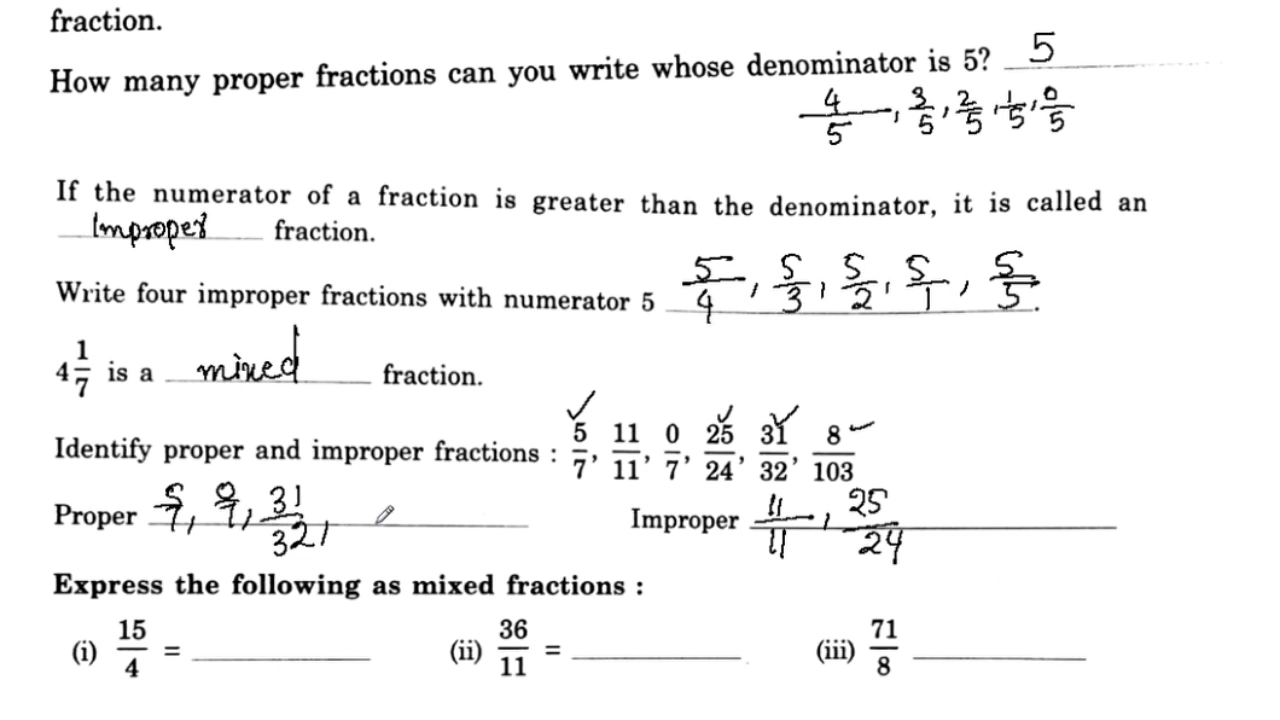 fraction.
How many proper fractions can you write whose denominator is 5? 5
4/5, 3/5, 2/5, 1/5, 0/5
If the numerator of a fraction is greater than the denominator, it is called an
Improper fraction.
Write four improper fractions with numerator 5 5/4, 5/3, 5/2, 5/1, 5/5.
4 1/7 is a mixed fraction.
Identify proper and improper fractions : 5/7, 11/11, 0/7, 25/24, 31/32, 8/103
Proper 5/7, 0/7, 31/32, Improper 11/11, 25/24
Express the following as mixed fractions :
(i) 15/4 = (ii) 36/11 = (iii) 71/8